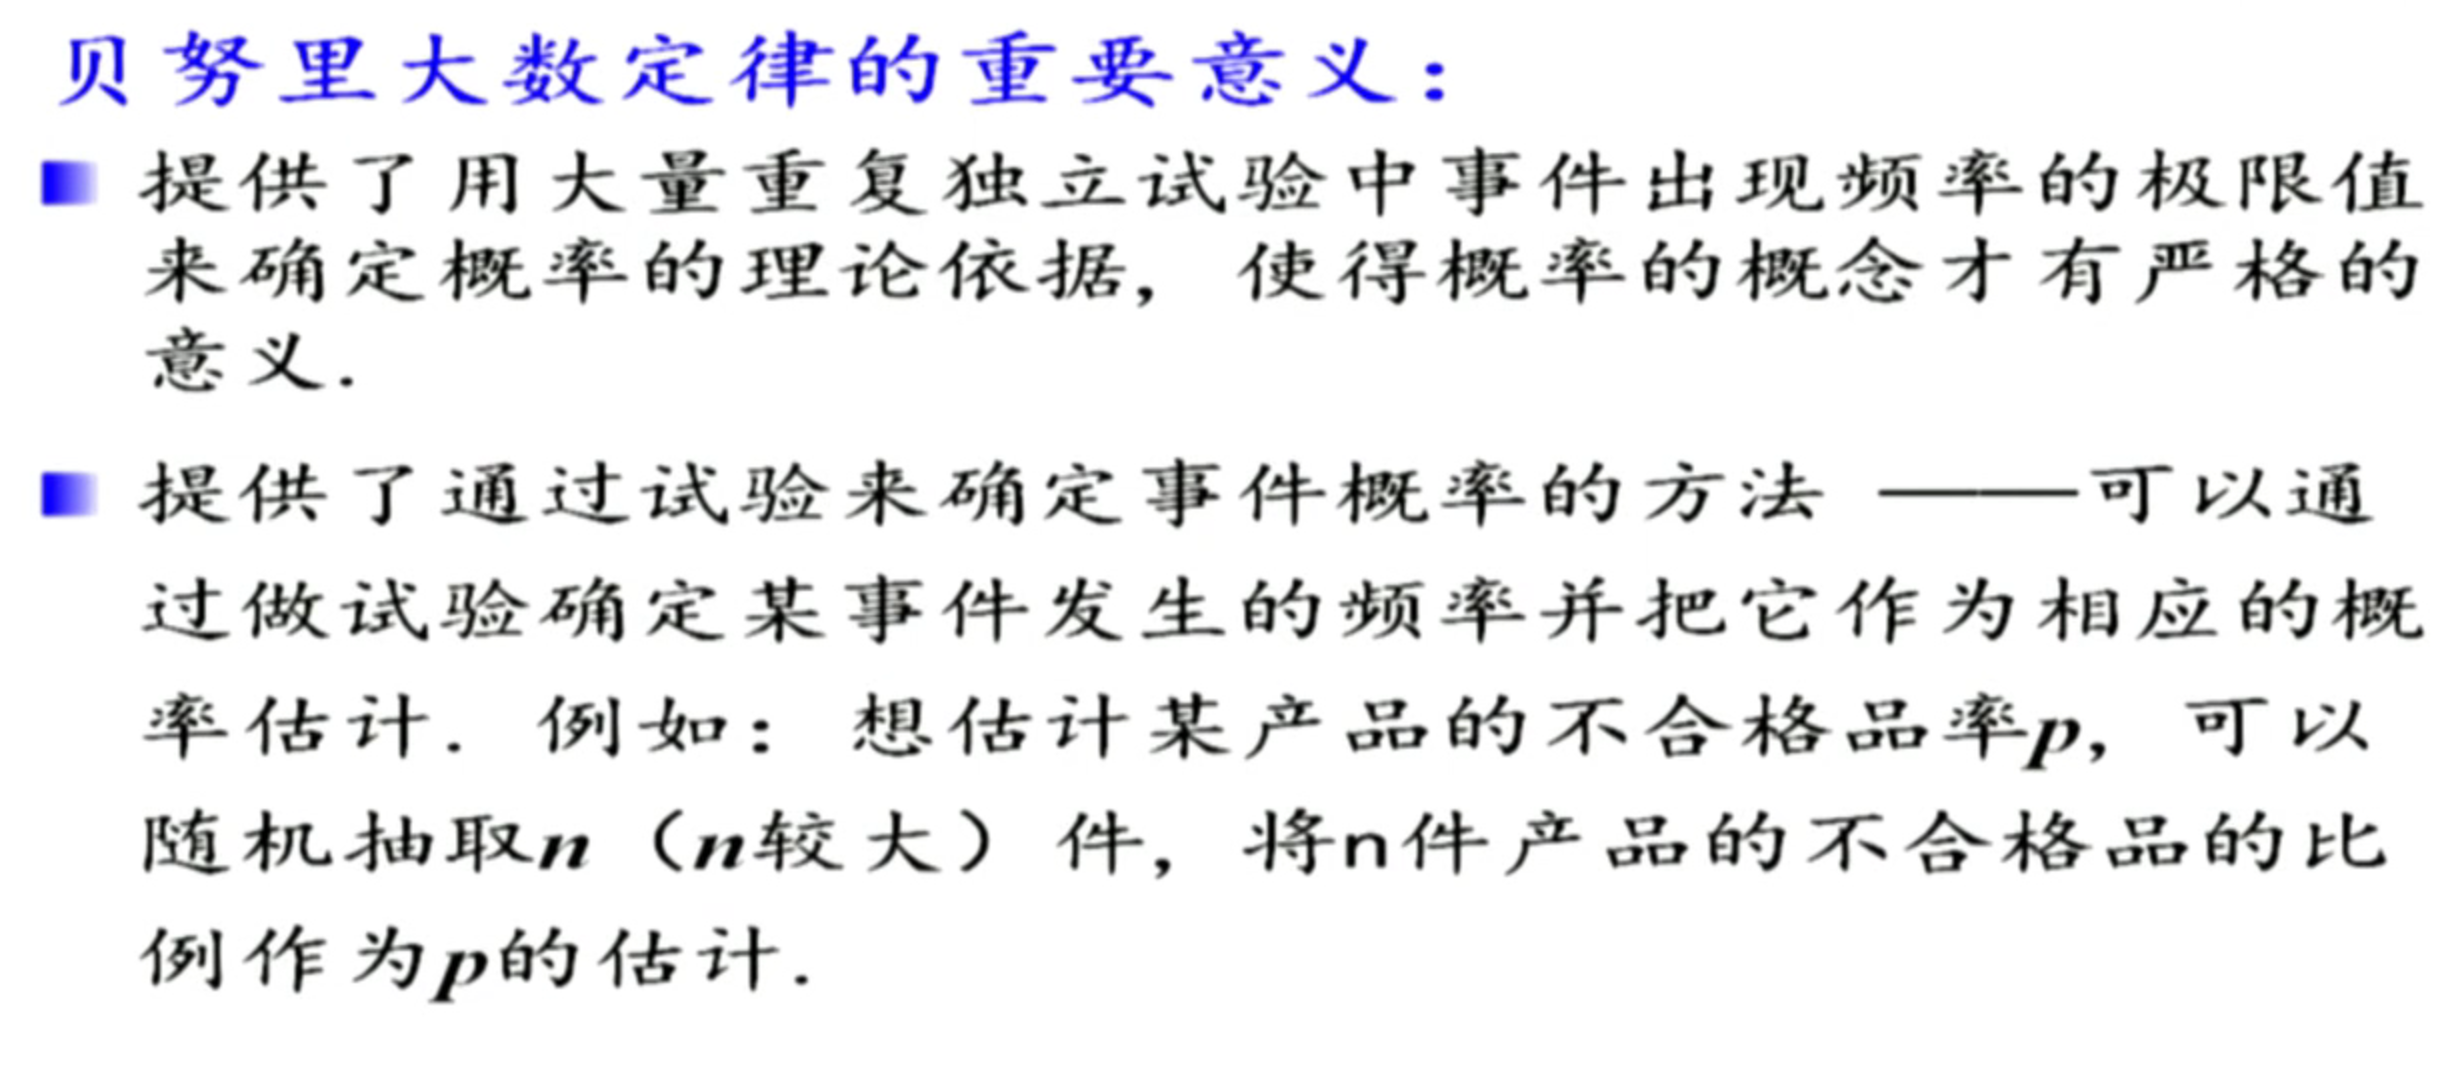 贝努里大数定律的重要意义：
提供了用大量重复独立试验中事件出现频率的极限值
来确定概率的理论依据，使得概率的概念才有严格的
意义．
提供了通过试验来确定事件概率的方法 ——可以通
过做试验确定某事件发生的频率并把它作为相应的概
率估计．例如：想估计某产品的不合格品率p，可以
随机抽取n（n较大）件，将n件产品的不合格品的比
例作为p的估计．